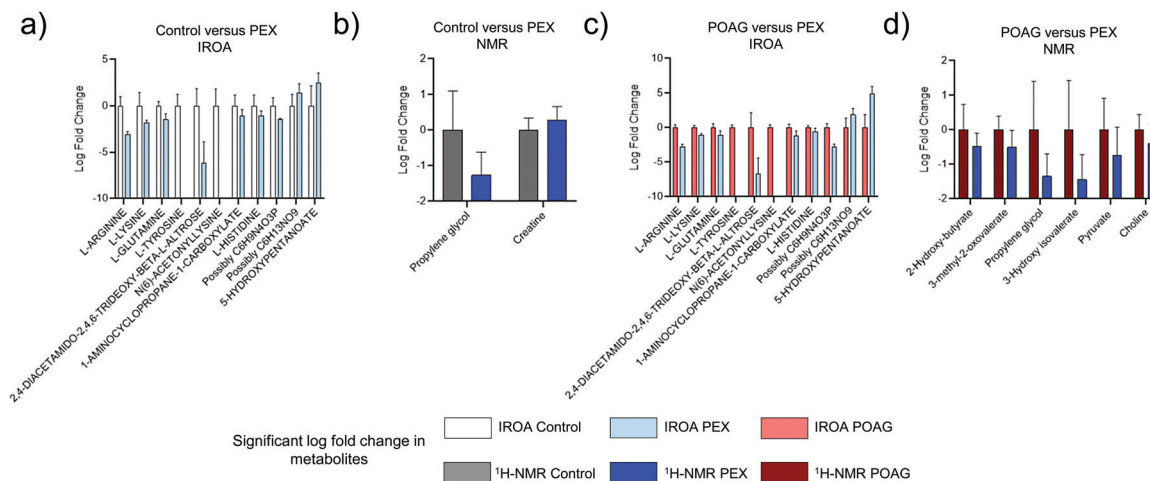 a)
Control versus PEX
IROA
Log Fold Change
5
0
-5
-10
L-ARGININE
L-LYSINE
L-GLUTAMINE
L-TYROSINE
2,4-DIACETAMIDO-2,4,6-TRIDEOXY-BETA-L-ALTROSE
N(6)-ACETONYLLYSINE
1-AMINOCYCLOPROPANE-1-CARBOXYLATE
L-HISTIDINE
Possibly C6H9N4O3P
Possibly C6H13NO9
5-HYDROXYPENTANOATE
b)
Control versus PEX
NMR
Log Fold Change
2
1
0
-1
-2
Propylene glycol
Creatine
c)
POAG versus PEX
IROA
Log Fold Change
10
5
0
-5
-10
L-ARGININE
L-LYSINE
L-GLUTAMINE
L-TYROSINE
2,4-DIACETAMIDO-2,4,6-TRIDEOXY-BETA-L-ALTROSE
N(6)-ACETONYLLYSINE
1-AMINOCYCLOPROPANE-1-CARBOXYLATE
L-HISTIDINE
Possibly C6H9N4O3P
Possibly C6H13NO9
5-HYDROXYPENTANOATE
d)
POAG versus PEX
NMR
Log Fold Change
2
1
0
-1
-2
2-Hydroxy-butyrate
3-methyl-2-oxovalerate
Propylene glycol
3-Hydroxy isovalerate
Pyruvate
Choline
Significant log fold change in
metabolites
IROA Control
IROA PEX
IROA POAG
¹H-NMR Control
¹H-NMR PEX
¹H-NMR POAG